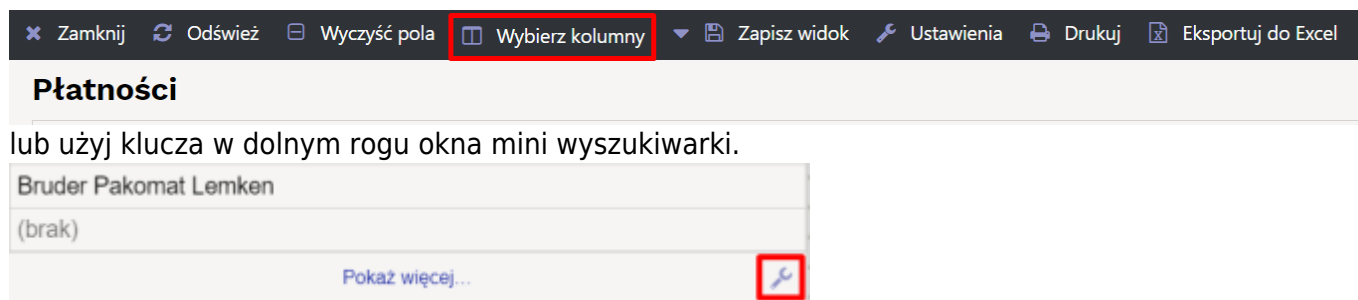 Zamknij Odśwież Wyczyść pola Wybierz kolumny Zapisz widok Ustawienia Drukuj Eksportuj do Excel
Płatności
lub użyj klucza w dolnym rogu okna mini wyszukiwarki.
Bruder Pakomat Lemken
(brak)
Pokaż więcej...